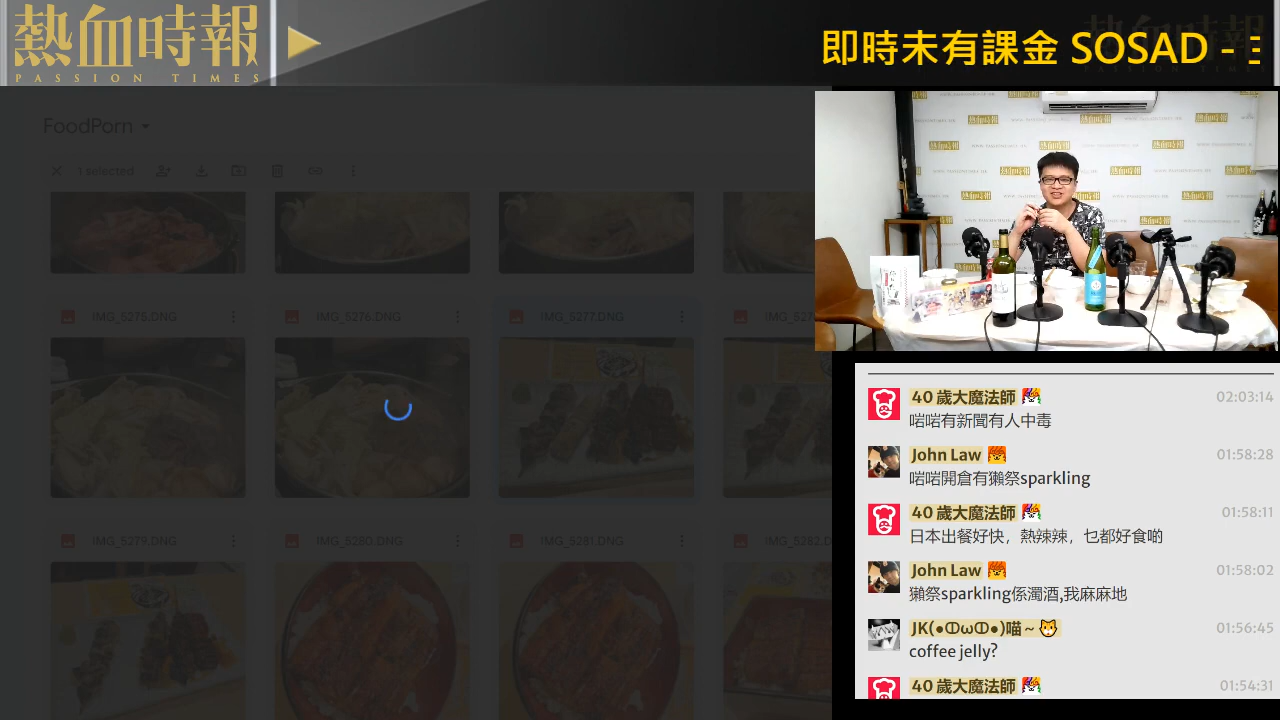 熱血時報
PASSION TIMES
即時未有課金 SOSAD -
FoodPorn
1 selected
IMG_5275.DNG
IMG_5276.DNG
IMG_5277.DNG
IMG_5279.DNG
IMG_5280.DNG
IMG_5281.DNG
IMG_5282.DNG
40 歲大魔法師
02:03:14
啱啱有新聞有人中毒
John Law
01:58:28
啱啱開倉有獺祭sparkling
40 歲大魔法師
01:58:11
日本出餐好快，熱辣辣，乜都好食啲
John Law
01:58:02
獺祭sparkling係濁酒,我麻麻地
JK(●ↀωↀ●)喵～
01:56:45
coffee jelly?
40 歲大魔法師
01:54:31